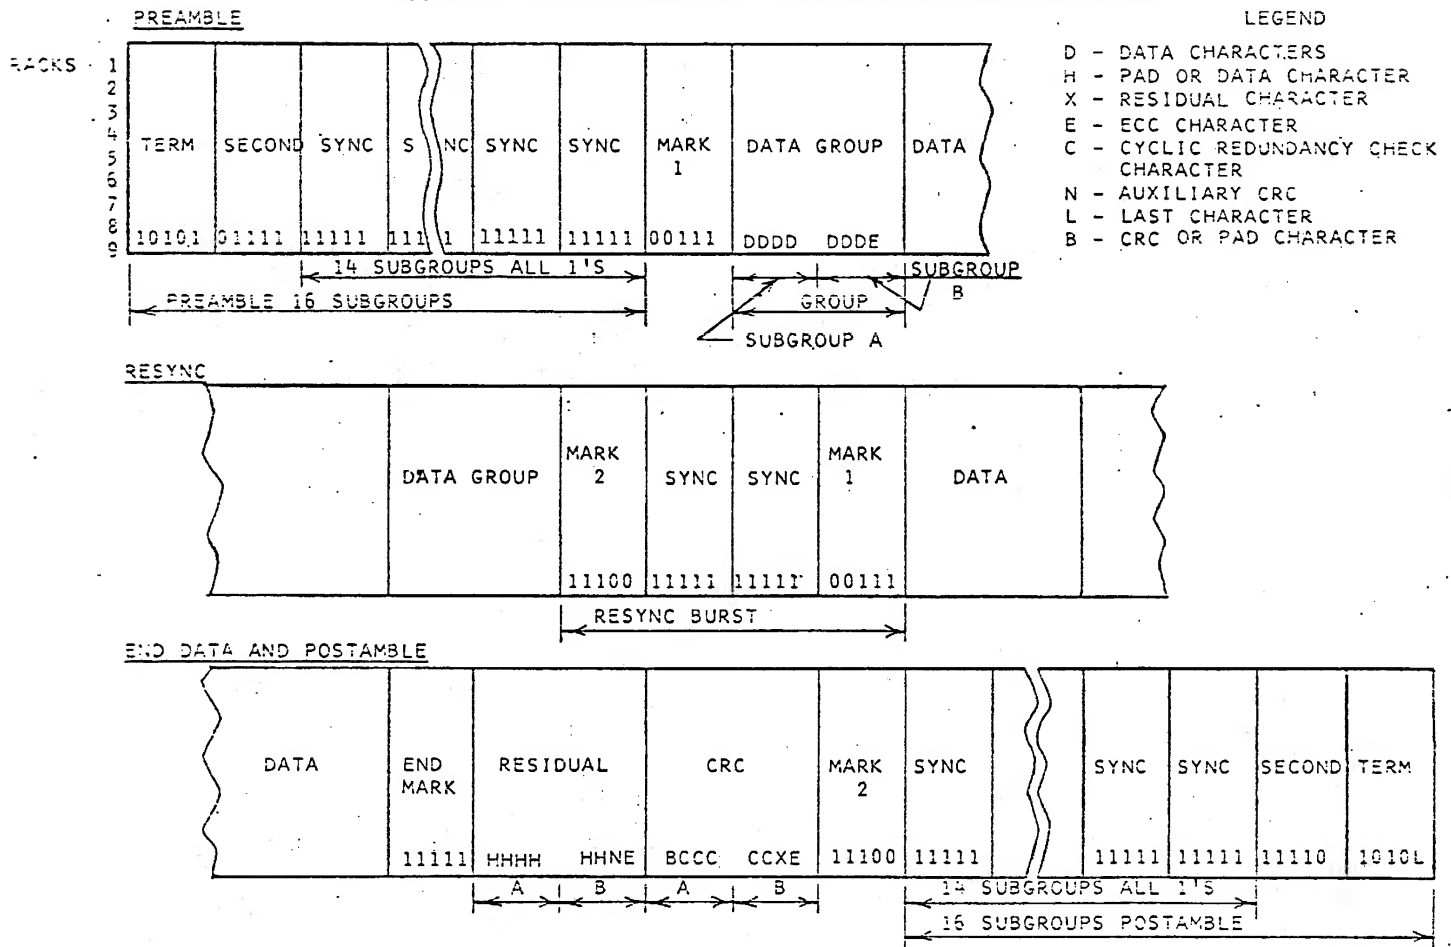 PREAMBLE
LEGEND
D - DATA CHARACTERS
H - PAD OR DATA CHARACTER
X - RESIDUAL CHARACTER
E - ECC CHARACTER
C - CYCLIC REDUNDANCY CHECK
CHARACTER
N - AUXILIARY CRC
L - LAST CHARACTER
B - CRC OR PAD CHARACTER
RACKS 1
2
3
4
5
6
7
8
9
TERM SECOND SYNC S NC SYNC SYNC MARK 1 DATA GROUP DATA
10101 01111 11111 111 1 11111 11111 00111 DDDD DDDE
14 SUBGROUPS ALL 1'S
SUBGROUP
B
PREAMBLE 16 SUBGROUPS
GROUP
SUBGROUP A
RESYNC
DATA GROUP MARK 2 SYNC SYNC MARK 1 DATA
11100 11111 11111 00111
RESYNC BURST
END DATA AND POSTAMBLE
DATA END MARK RESIDUAL CRC MARK 2 SYNC SYNC SYNC SECOND TERM
11111 HHHH HHNE BCCC CCXE 11100 11111 11111 11111 11110 1010L
A B A B
14 SUBGROUPS ALL 1'S
16 SUBGROUPS POSTAMBLE